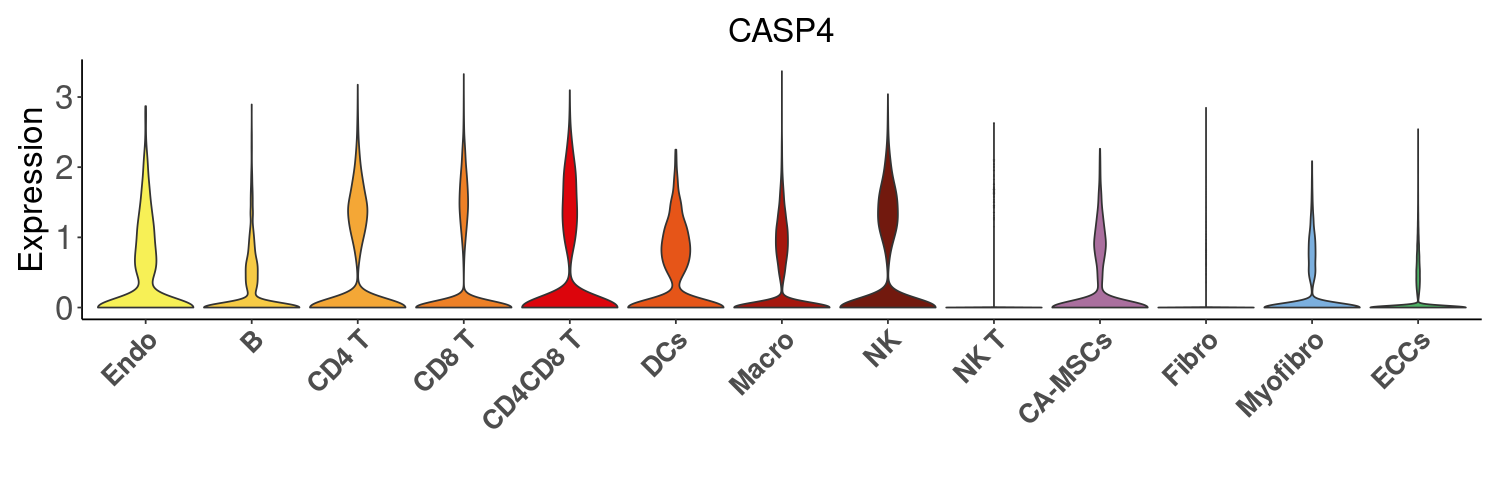 CASP4
Expression
3
2
1
0
Endo
B
CD4 T
CD8 T
CD4CD8 T
DCs
Macro
NK
NK T
CA-MSCs
Fibro
Myofibro
ECCs